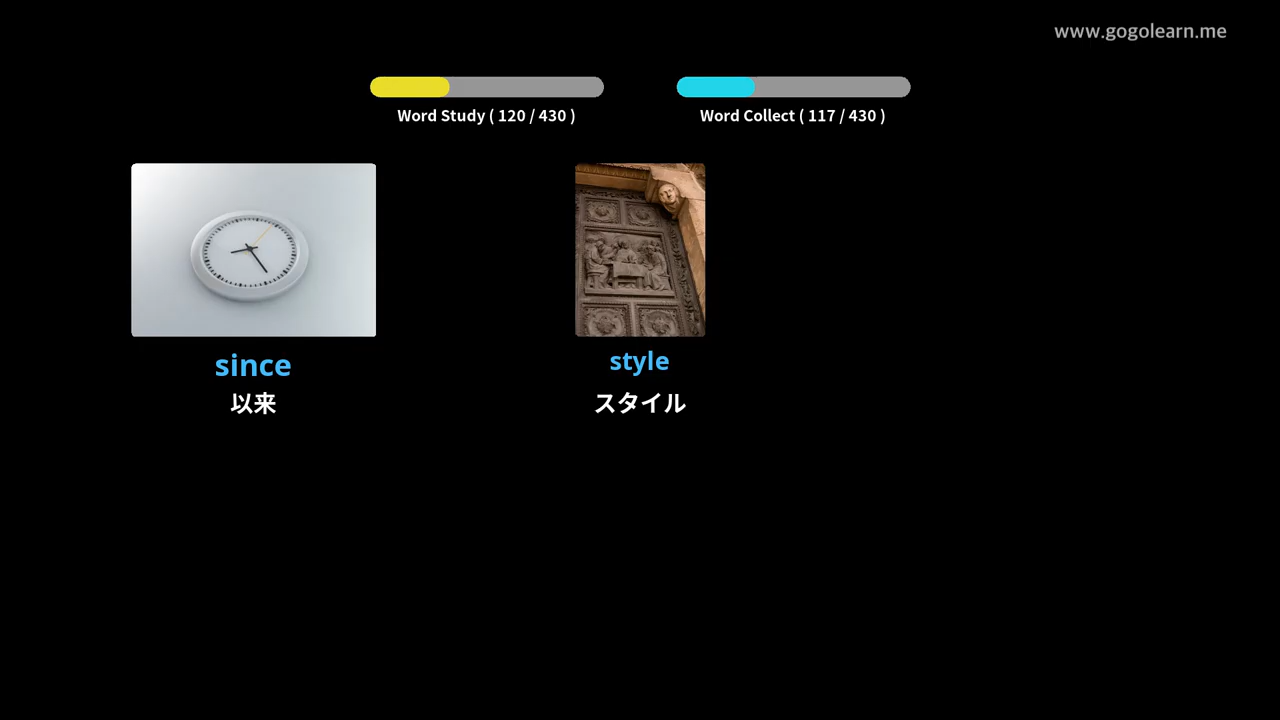 www.gogolearn.me
Word Study ( 120 / 430 )
Word Collect ( 117 / 430 )
since
以来
style
スタイル